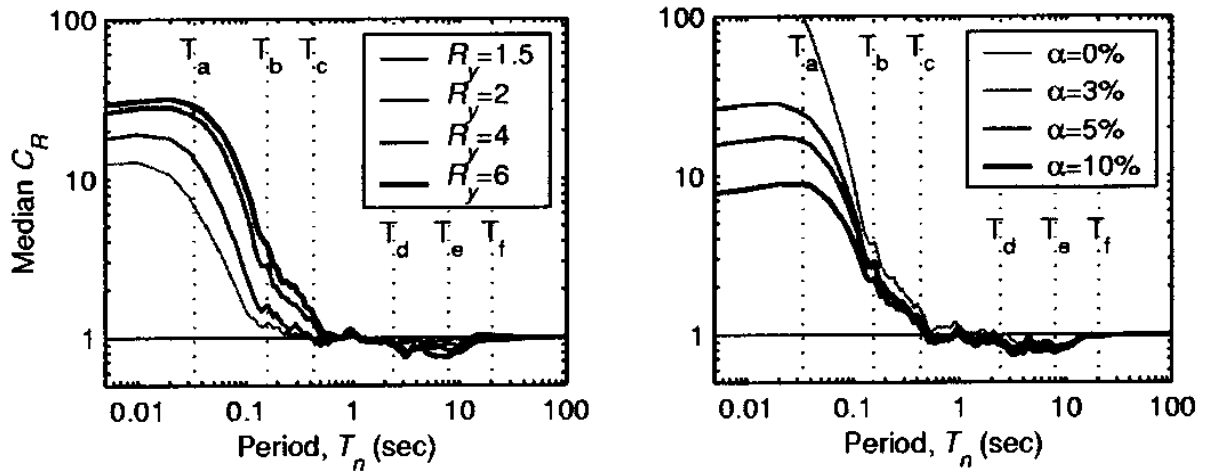 100
10
1
Median C_R
T_a
T_b
T_c
R_y=1.5
R_y=2
R_y=4
R_y=6
T_d
T_e
T_f
0.01
0.1
1
10
100
Period, T_n (sec)
100
10
1
T_a
T_b
T_c
α=0%
α=3%
α=5%
α=10%
T_d
T_e
T_f
0.01
0.1
1
10
100
Period, T_n (sec)